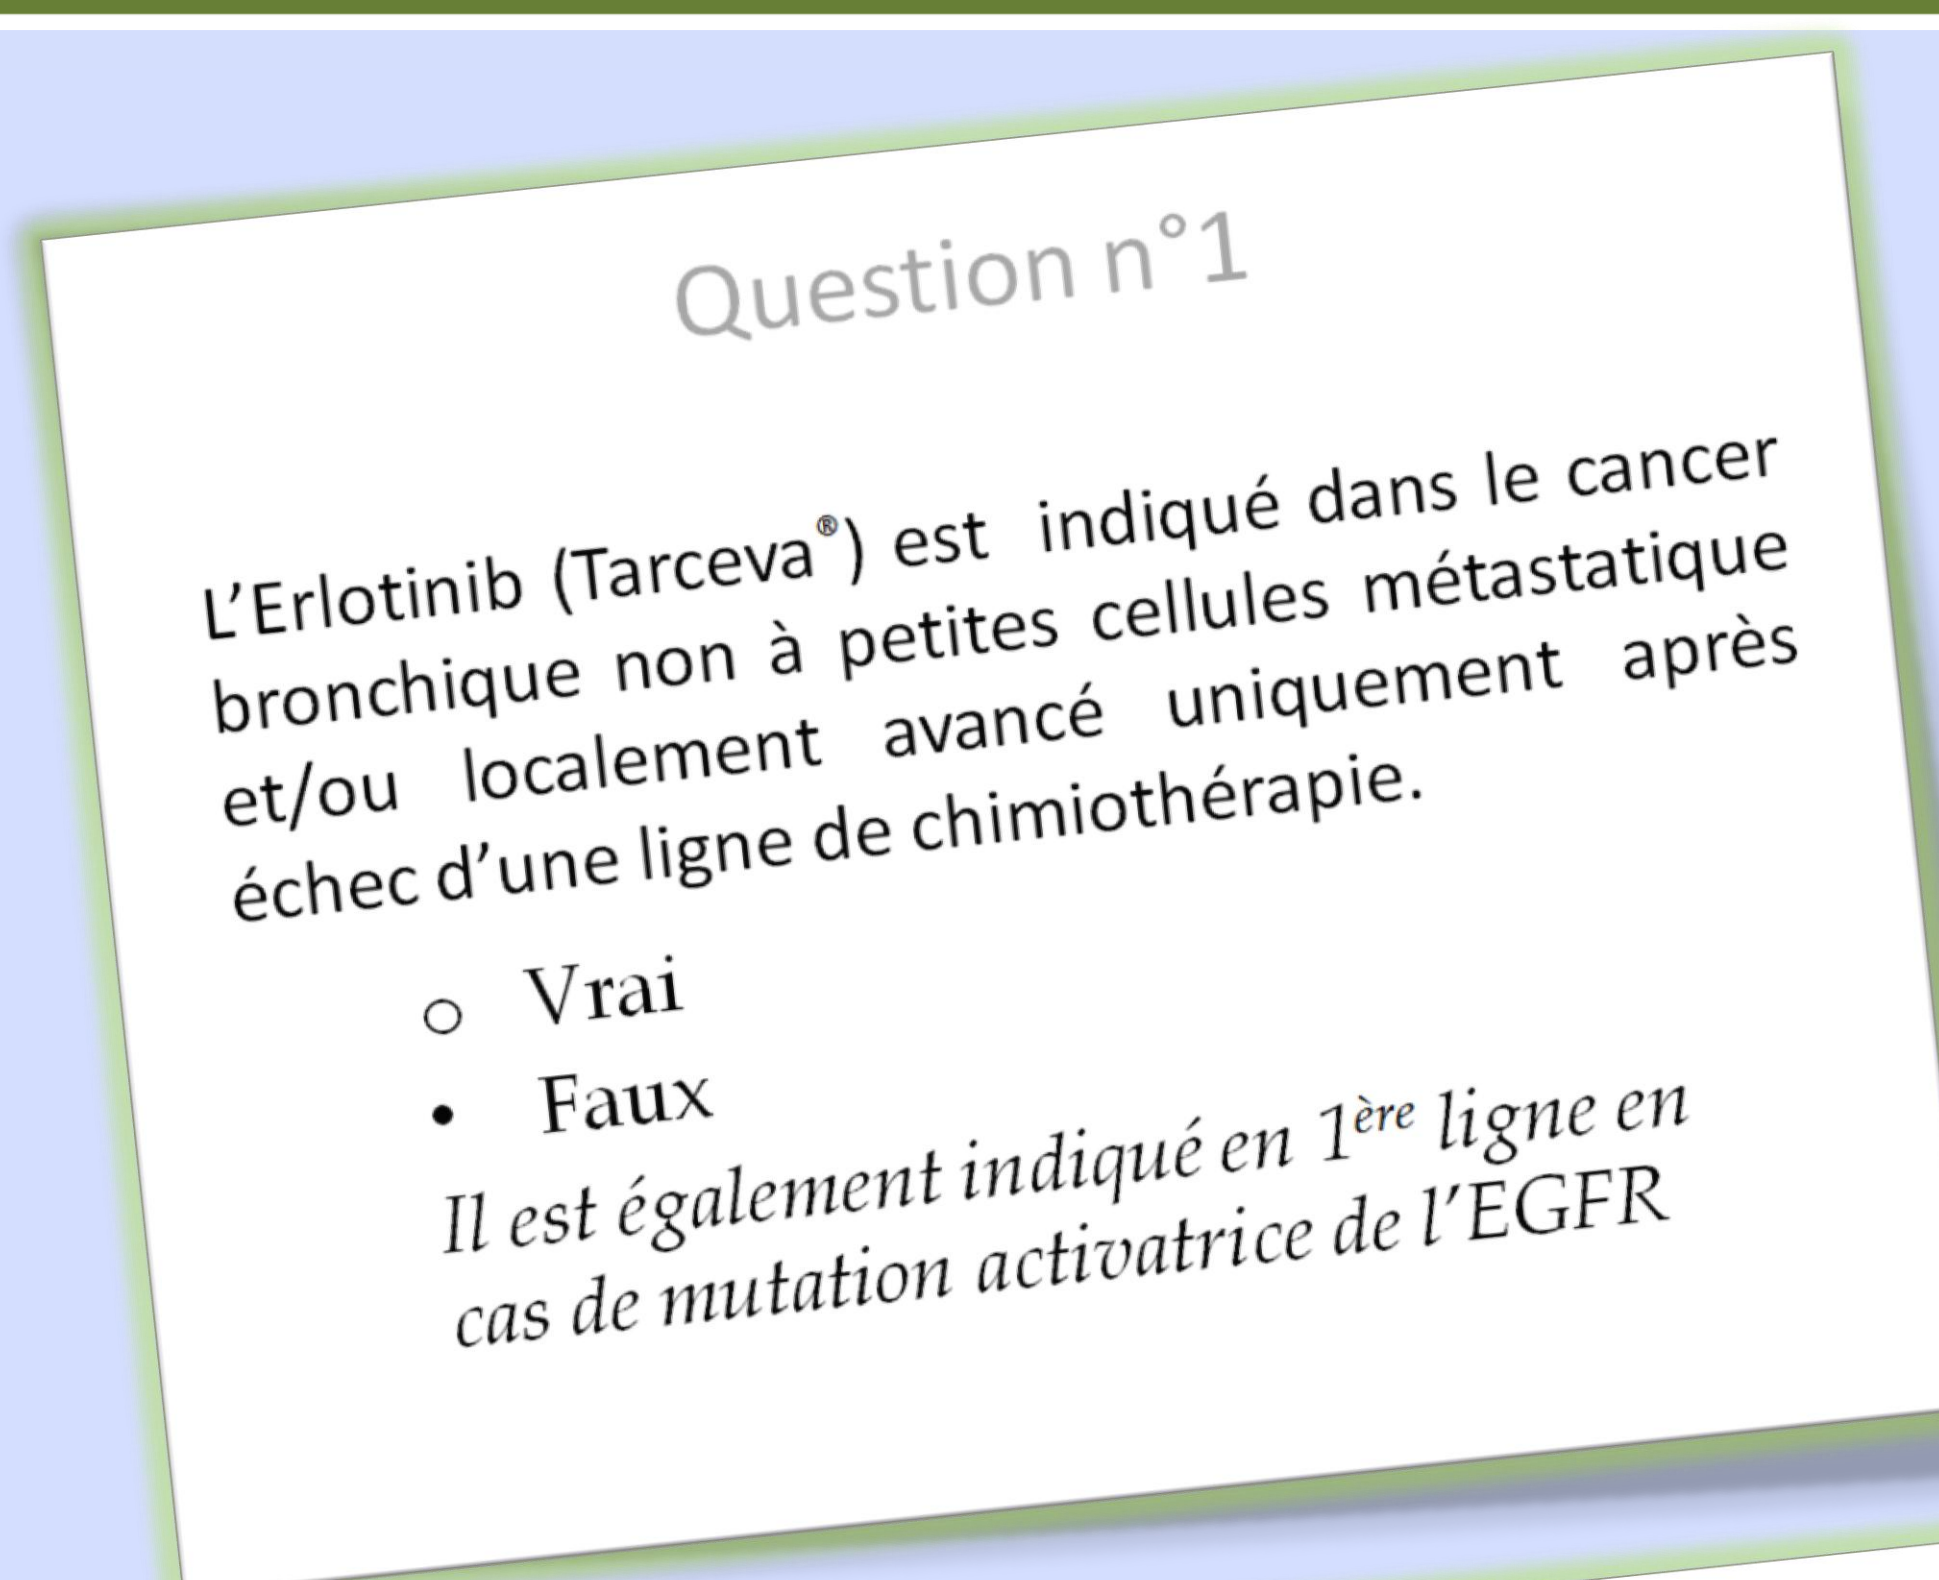 Question n°1
L'Erlotinib (Tarceva®) est indiqué dans le cancer
bronchique non à petites cellules métastatique
et/ou localement avancé uniquement après
échec d'une ligne de chimiothérapie.
○ Vrai
• Faux
Il est également indiqué en 1ère ligne en
cas de mutation activatrice de l'EGFR